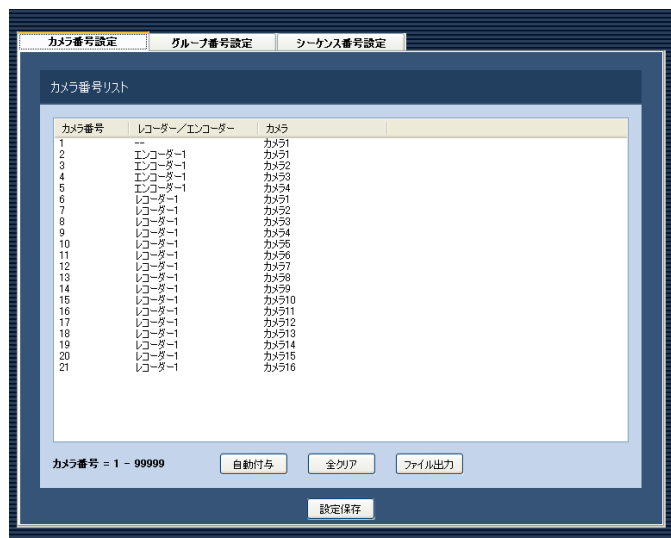 カメラ番号設定 グループ番号設定 シーケンス番号設定
カメラ番号リスト
カメラ番号 レコーダー／エンコーダー カメラ
1 -- カメラ1
2 エンコーダー1 カメラ1
3 エンコーダー1 カメラ2
4 エンコーダー1 カメラ3
5 エンコーダー1 カメラ4
6 レコーダー1 カメラ1
7 レコーダー1 カメラ2
8 レコーダー1 カメラ3
9 レコーダー1 カメラ4
10 レコーダー1 カメラ5
11 レコーダー1 カメラ6
12 レコーダー1 カメラ7
13 レコーダー1 カメラ8
14 レコーダー1 カメラ9
15 レコーダー1 カメラ10
16 レコーダー1 カメラ11
17 レコーダー1 カメラ12
18 レコーダー1 カメラ13
19 レコーダー1 カメラ14
20 レコーダー1 カメラ15
21 レコーダー1 カメラ16
カメラ番号 = 1 - 99999 自動付与 全クリア ファイル出力
設定保存